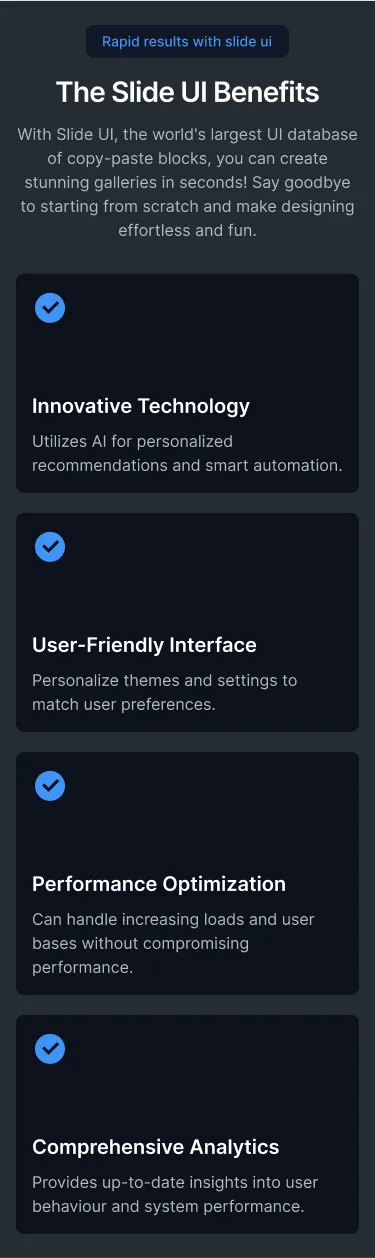 Rapid results with slide ui
The Slide UI Benefits
With Slide UI, the world's largest UI database
of copy-paste blocks, you can create
stunning galleries in seconds! Say goodbye
to starting from scratch and make designing
effortless and fun.
Innovative Technology
Utilizes AI for personalized
recommendations and smart automation.
User-Friendly Interface
Personalize themes and settings to
match user preferences.
Performance Optimization
Can handle increasing loads and user
bases without compromising
performance.
Comprehensive Analytics
Provides up-to-date insights into user
behaviour and system performance.